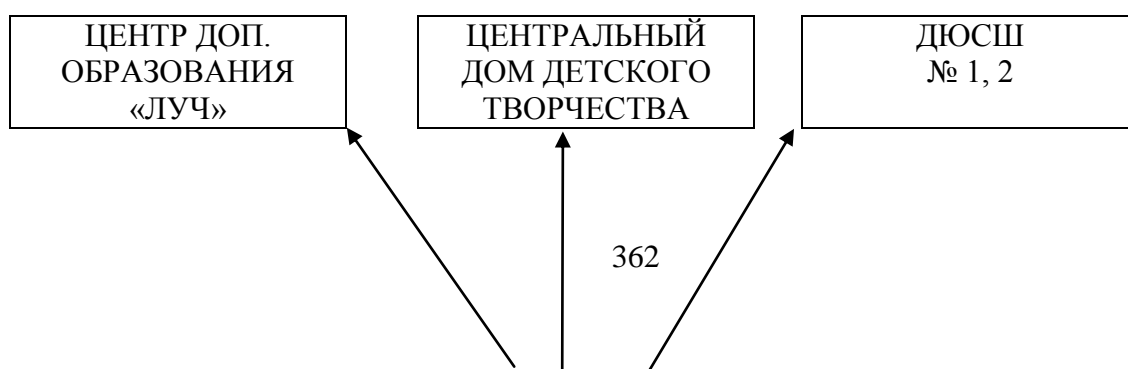 ЦЕНТР ДОП.
ОБРАЗОВАНИЯ
«ЛУЧ»
ЦЕНТРАЛЬНЫЙ
ДОМ ДЕТСКОГО
ТВОРЧЕСТВА
ДЮСШ
№ 1, 2
362